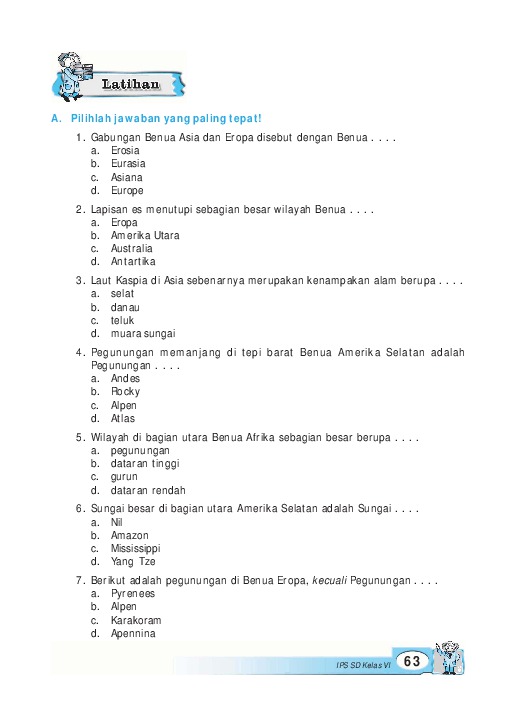 Latihan
A. Pilihlah jawaban yang paling tepat!
1. Gabungan Benua Asia dan Eropa disebut dengan Benua . . . .
a. Erosia
b. Eurasia
c. Asiana
d. Europe
2. Lapisan es menutupi sebagian besar wilayah Benua . . . .
a. Eropa
b. Amerika Utara
c. Australia
d. Antartika
3. Laut Kaspia di Asia sebenarnya merupakan kenampakan alam berupa . . . .
a. selat
b. danau
c. teluk
d. muara sungai
4. Pegunungan memanjang di tepi barat Benua Amerika Selatan adalah
Pegunungan . . . .
a. Andes
b. Rocky
c. Alpen
d. Atlas
5. Wilayah di bagian utara Benua Afrika sebagian besar berupa . . . .
a. pegunungan
b. dataran tinggi
c. gurun
d. dataran rendah
6. Sungai besar di bagian utara Amerika Selatan adalah Sungai . . . .
a. Nil
b. Amazon
c. Mississippi
d. Yang Tze
7. Berikut adalah pegunungan di Benua Eropa, kecuali Pegunungan . . . .
a. Pyrenees
b. Alpen
c. Karakoram
d. Apennina
IPS SD Kelas VI 63